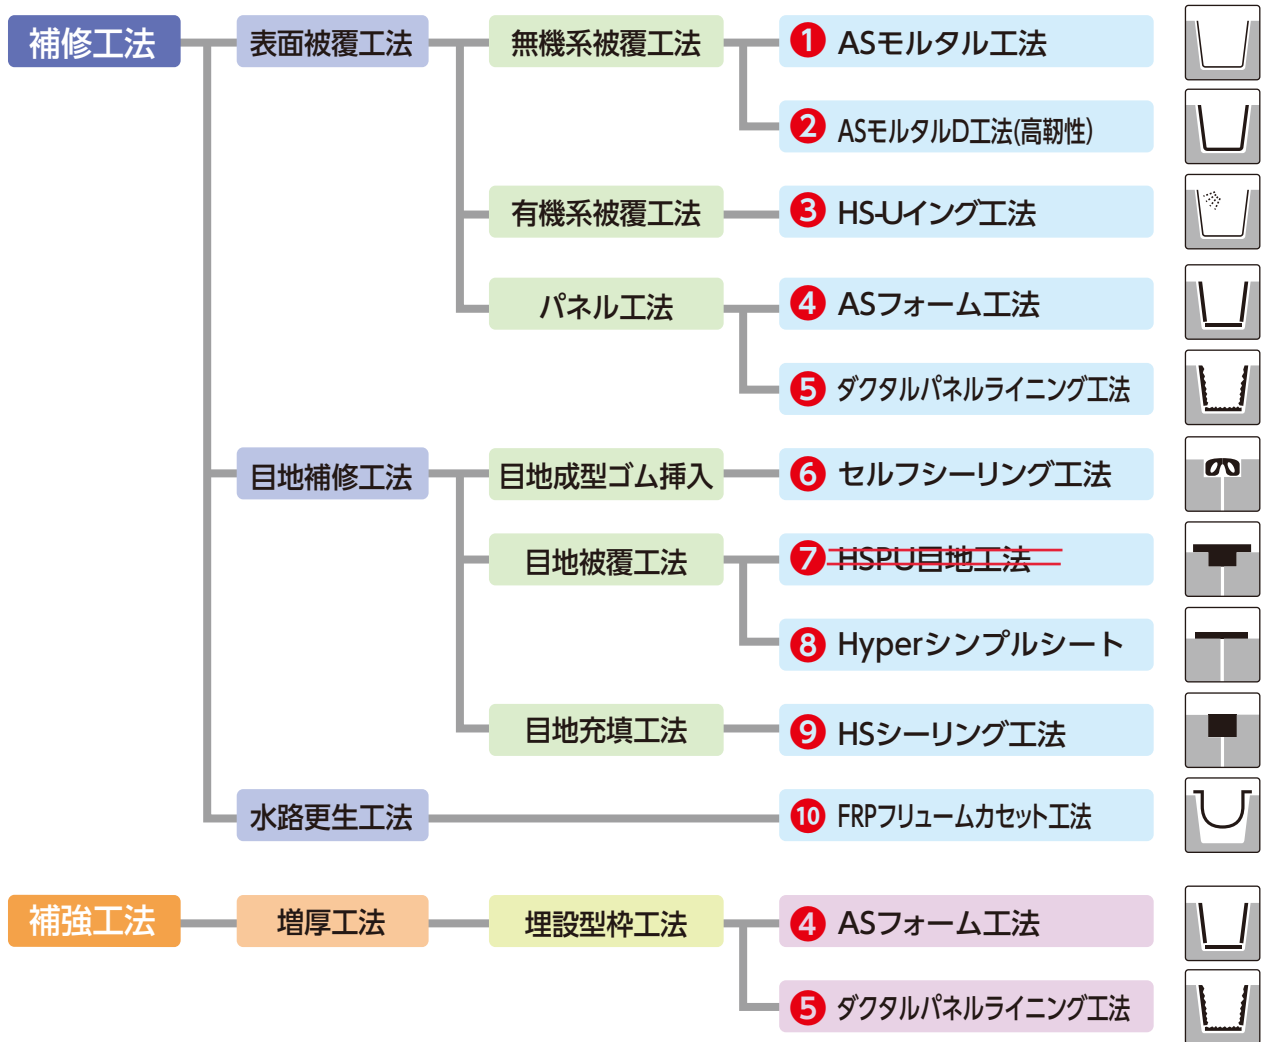 補修工法
表面被覆工法
無機系被覆工法
1 ASモルタル工法
2 ASモルタルD工法(高靭性)
有機系被覆工法
3 HS-Uイング工法
パネル工法
4 ASフォーム工法
5 ダクタルパネルライニング工法
目地補修工法
目地成型ゴム挿入
6 セルフシーリング工法
目地被覆工法
7 HSPU目地工法
8 Hyperシンプルシート
目地充填工法
9 HSシーリング工法
水路更生工法
10 FRPフリュームカセット工法
補強工法
増厚工法
埋設型枠工法
4 ASフォーム工法
5 ダクタルパネルライニング工法